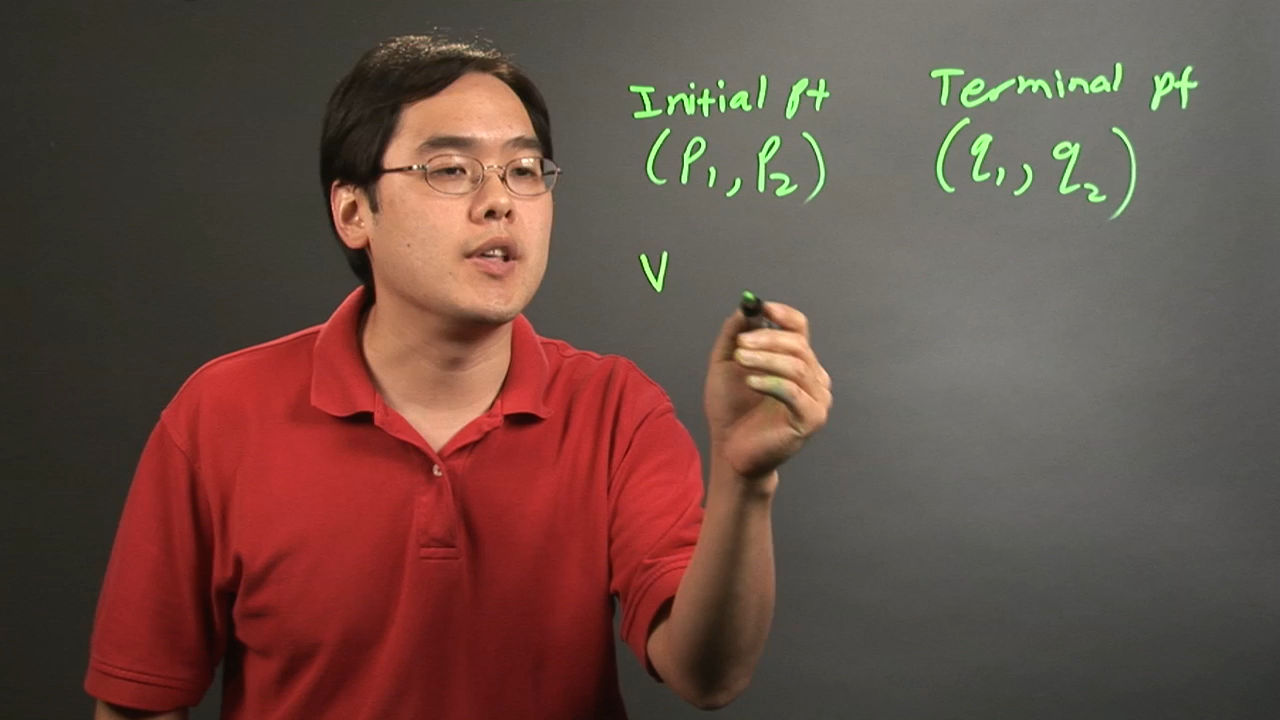 Initial pt Terminal pt
(p₁, p₂) (q₁, q₂)
V